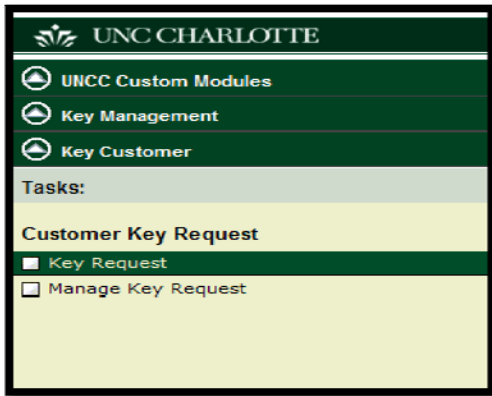 UNC CHARLOTTE
UNCC Custom Modules
Key Management
Key Customer
Tasks:
Customer Key Request
Key Request
Manage Key Request